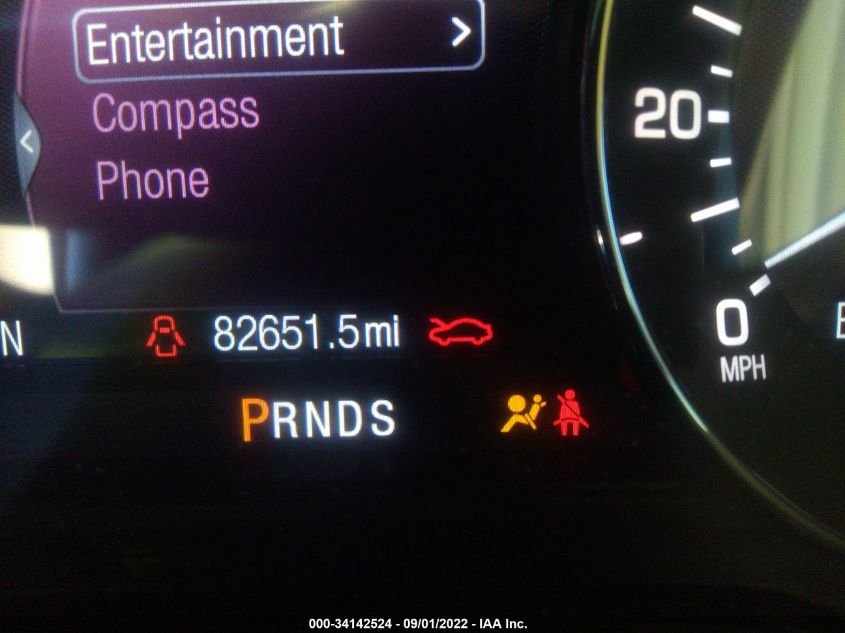 Entertainment >
Compass
<
Phone
20
N
82651.5mi
0
MPH
PRNDS
000-34142524 - 09/01/2022 - IAA Inc.